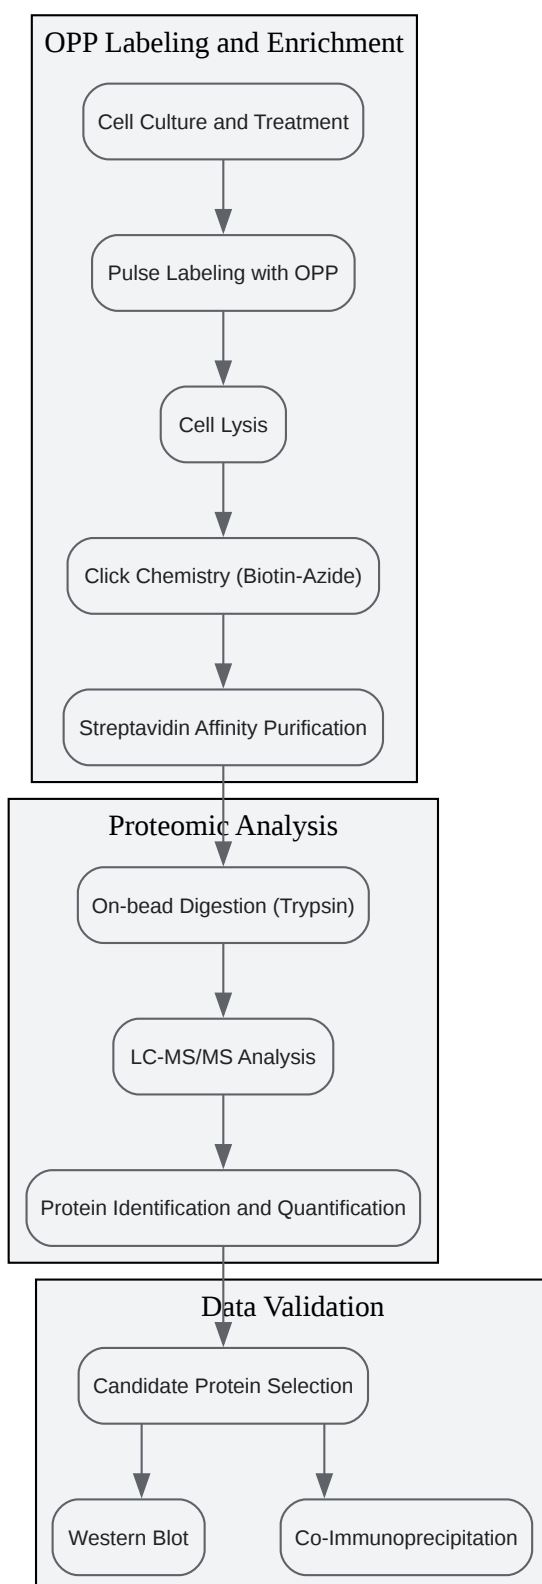 OPP Labeling and Enrichment
Cell Culture and Treatment
Pulse Labeling with OPP
Cell Lysis
Click Chemistry (Biotin-Azide)
Streptavidin Affinity Purification
Proteomic Analysis
On-bead Digestion (Trypsin)
LC-MS/MS Analysis
Protein Identification and Quantification
Data Validation
Candidate Protein Selection
Western Blot
Co-Immunoprecipitation